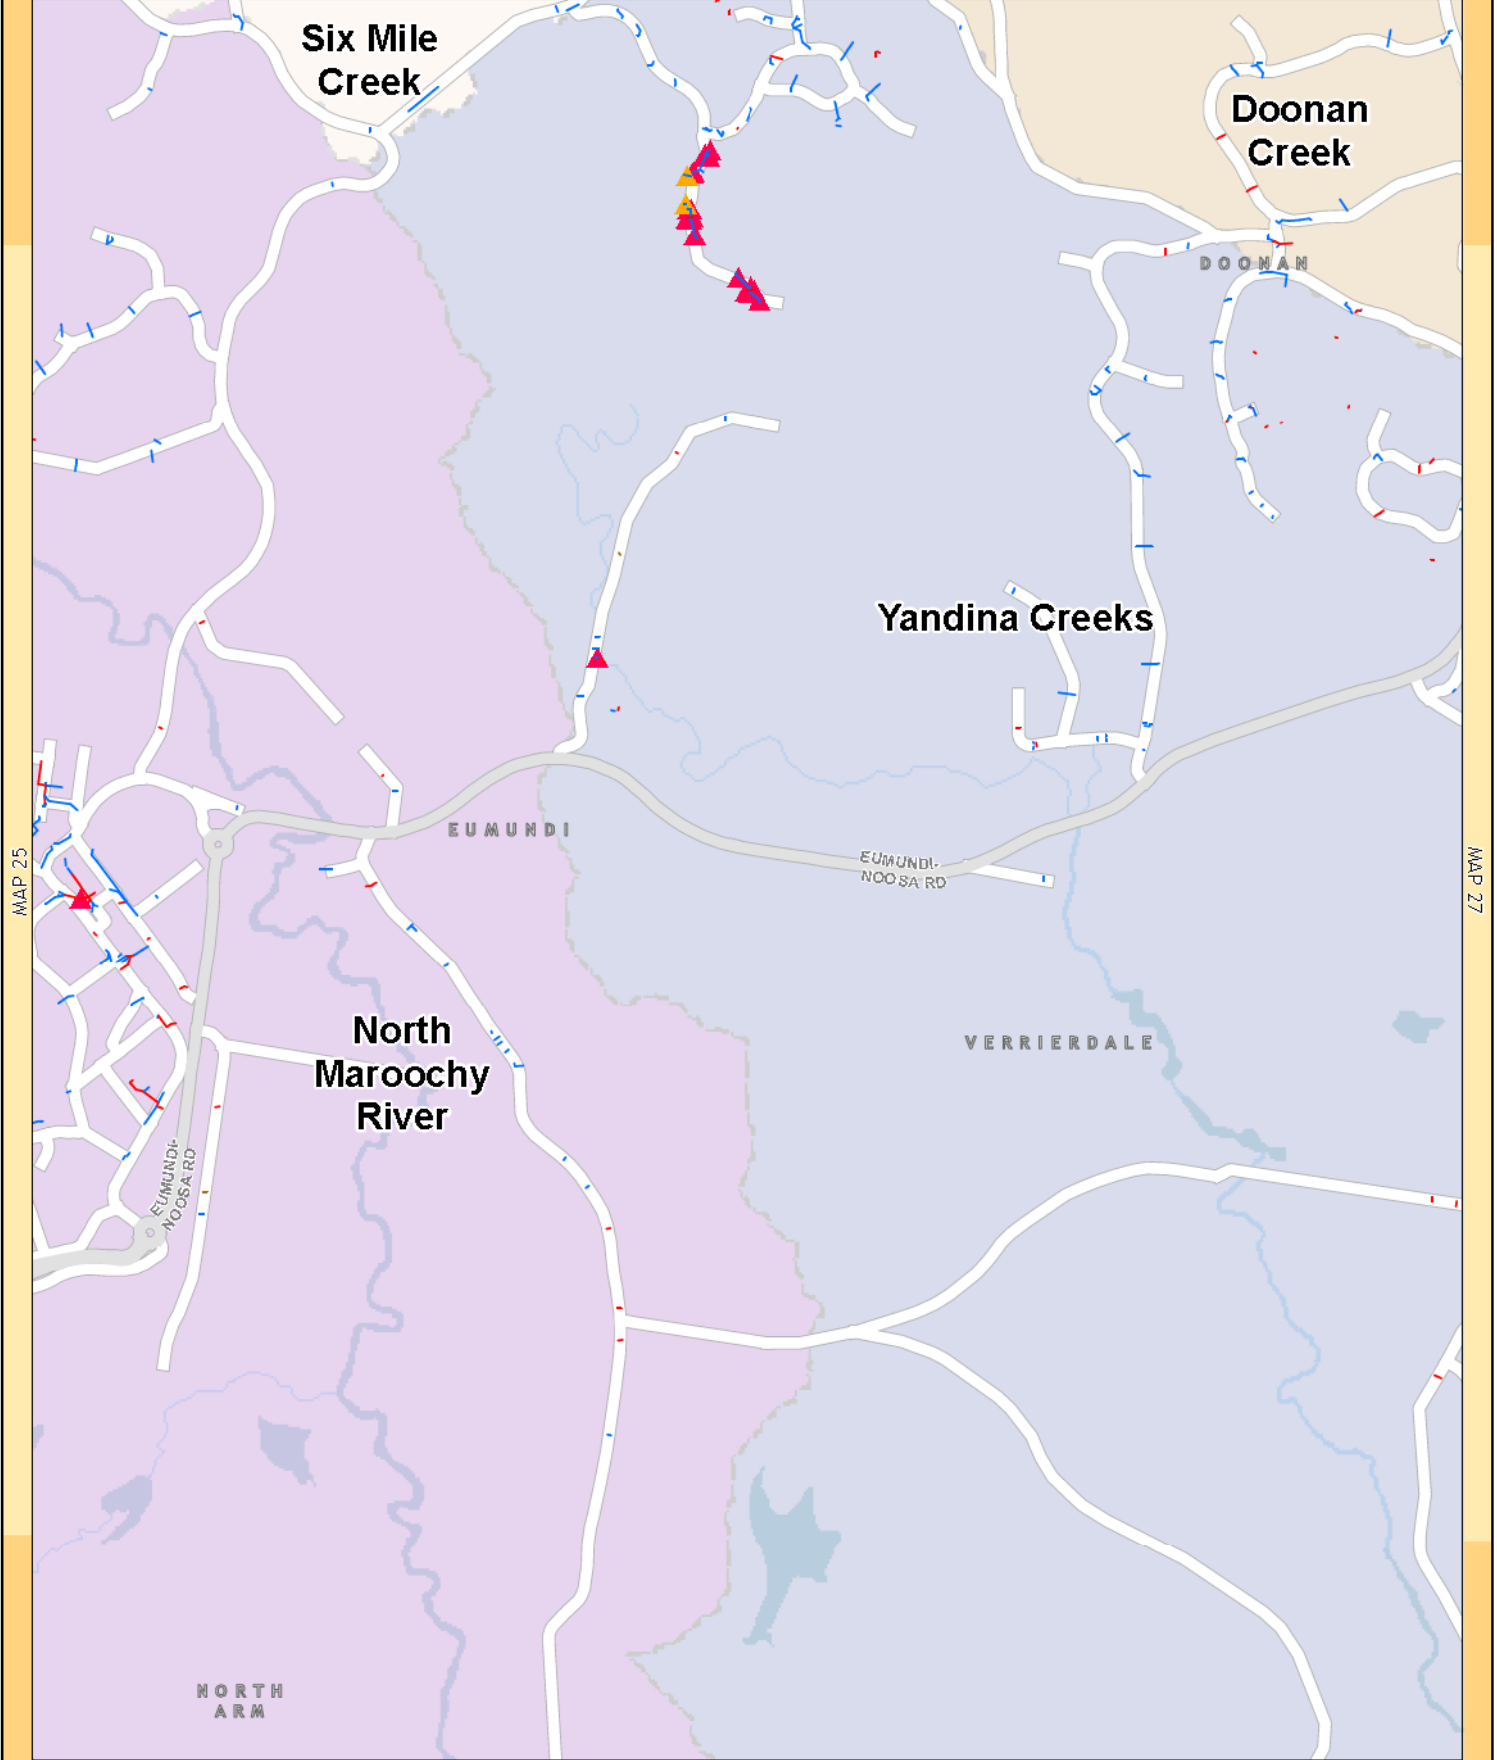 Six Mile
Creek
Doonan
Creek
DOONAN
Yandina Creeks
EUMUNDI
EUMUNDI-
NOOSA RD
MAP 25
MAP 27
North
Maroochy
River
VERRIERDALE
EUMUNDI-
NOOSA RD
NORTH
ARM